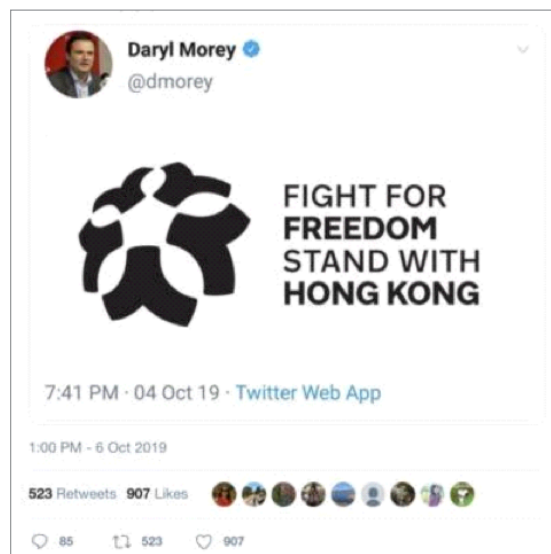 Daryl Morey
@dmorey
FIGHT FOR
FREEDOM
STAND WITH
HONG KONG
7:41 PM · 04 Oct 19 · Twitter Web App
1:00 PM - 6 Oct 2019
523 Retweets 907 Likes
85 523 907